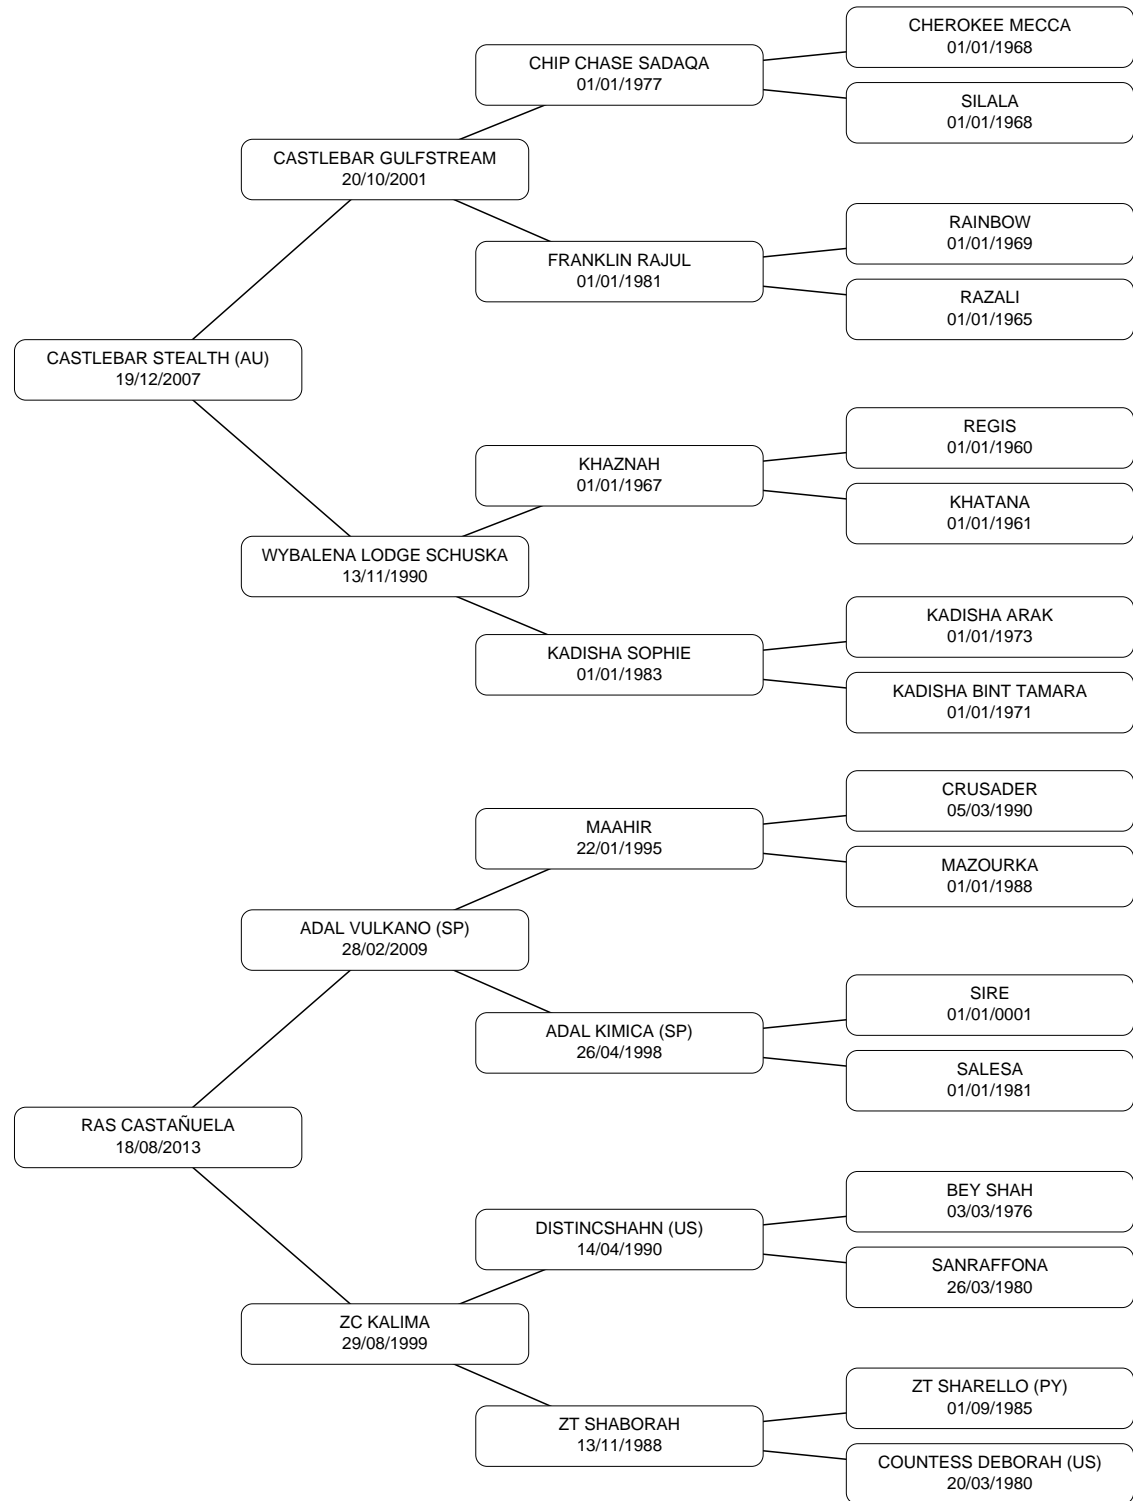 CHEROKEE MECCA
01/01/1968
CHIP CHASE SADAQA
01/01/1977
SILALA
01/01/1968
CASTLEBAR GULFSTREAM
20/10/2001
RAINBOW
01/01/1969
FRANKLIN RAJUL
01/01/1981
RAZALI
01/01/1965
CASTLEBAR STEALTH (AU)
19/12/2007
REGIS
01/01/1960
KHAZNAH
01/01/1967
KHATANA
01/01/1961
WYBALENA LODGE SCHUSKA
13/11/1990
KADISHA ARAK
01/01/1973
KADISHA SOPHIE
01/01/1983
KADISHA BINT TAMARA
01/01/1971
CRUSADER
05/03/1990
MAAHIR
22/01/1995
MAZOURKA
01/01/1988
ADAL VULKANO (SP)
28/02/2009
SIRE
01/01/0001
ADAL KIMICA (SP)
26/04/1998
SALESA
01/01/1981
RAS CASTAÑUELA
18/08/2013
BEY SHAH
03/03/1976
DISTINCSHAHN (US)
14/04/1990
SANRAFFONA
26/03/1980
ZC KALIMA
29/08/1999
ZT SHARELLO (PY)
01/09/1985
ZT SHABORAH
13/11/1988
COUNTESS DEBORAH (US)
20/03/1980